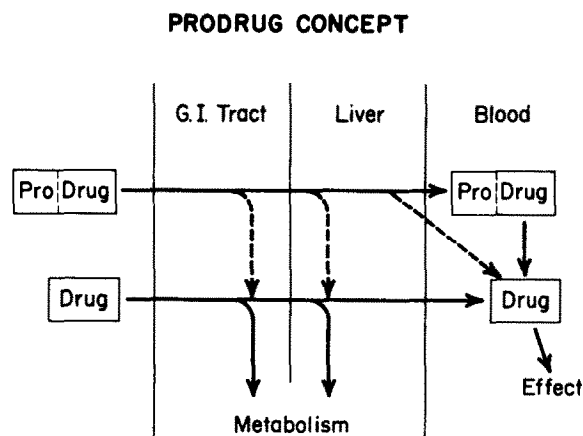 PRODRUG CONCEPT
G.I. Tract Liver Blood
Pro Drug Pro Drug
Drug Drug
Effect
Metabolism